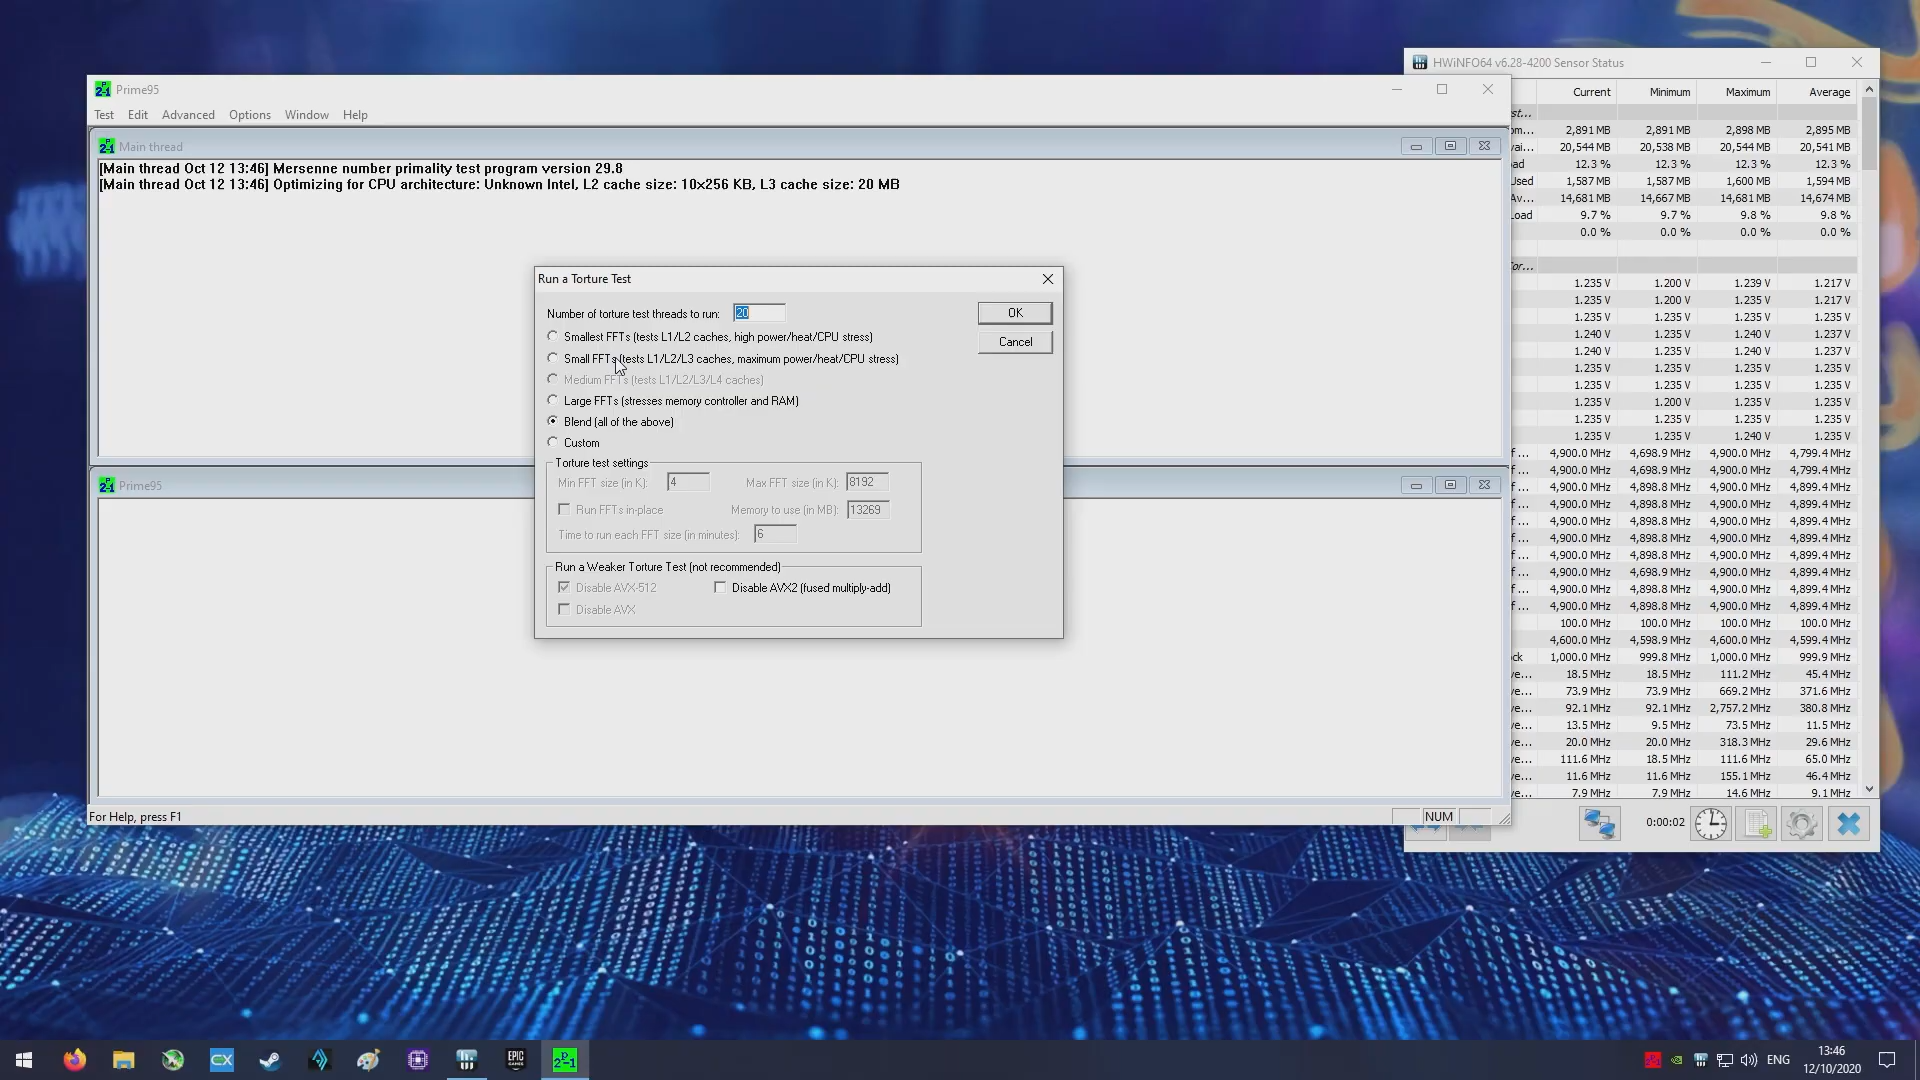 HWiNFO64 v6.28-4200 Sensor Status
Current Minimum Maximum Average
2,891 MB 2,891 MB 2,898 MB 2,895 MB
20,544 MB 20,538 MB 20,544 MB 20,541 MB
12.3 % 12.3 % 12.3 % 12.3 %
Used 1,587 MB 1,587 MB 1,600 MB 1,594 MB
14,681 MB 14,667 MB 14,681 MB 14,674 MB
9.7 % 9.7 % 9.8 % 9.8 %
0.0 % 0.0 % 0.0 % 0.0 %
1.235 V 1.200 V 1.239 V 1.217 V
1.235 V 1.200 V 1.235 V 1.217 V
1.235 V 1.235 V 1.235 V 1.237 V
1.240 V 1.235 V 1.240 V 1.237 V
1.240 V 1.235 V 1.240 V 1.237 V
1.235 V 1.235 V 1.235 V 1.235 V
1.235 V 1.235 V 1.235 V 1.235 V
1.235 V 1.200 V 1.235 V 1.235 V
1.235 V 1.235 V 1.235 V 1.235 V
1.235 V 1.235 V 1.240 V 1.235 V
4,900.0 MHz 4,698.9 MHz 4,900.0 MHz 4,799.4 MHz
4,900.0 MHz 4,698.9 MHz 4,900.0 MHz 4,799.4 MHz
4,900.0 MHz 4,898.8 MHz 4,900.0 MHz 4,899.4 MHz
4,900.0 MHz 4,898.8 MHz 4,900.0 MHz 4,899.4 MHz
4,900.0 MHz 4,898.8 MHz 4,900.0 MHz 4,899.4 MHz
4,900.0 MHz 4,898.8 MHz 4,900.0 MHz 4,899.4 MHz
4,900.0 MHz 4,898.8 MHz 4,900.0 MHz 4,899.4 MHz
4,900.0 MHz 4,698.9 MHz 4,900.0 MHz 4,899.4 MHz
4,900.0 MHz 4,898.8 MHz 4,900.0 MHz 4,899.4 MHz
4,900.0 MHz 4,898.8 MHz 4,900.0 MHz 4,899.4 MHz
100.0 MHz 100.0 MHz 100.0 MHz 100.0 MHz
4,600.0 MHz 4,598.9 MHz 4,600.0 MHz 4,599.4 MHz
1,000.0 MHz 999.8 MHz 1,000.0 MHz 999.9 MHz
18.5 MHz 18.5 MHz 111.2 MHz 45.4 MHz
73.9 MHz 73.9 MHz 669.2 MHz 371.6 MHz
92.1 MHz 92.1 MHz 2,757.2 MHz 380.8 MHz
13.5 MHz 9.5 MHz 73.5 MHz 11.5 MHz
20.0 MHz 20.0 MHz 318.3 MHz 29.6 MHz
111.6 MHz 18.5 MHz 111.6 MHz 65.0 MHz
11.6 MHz 11.6 MHz 155.1 MHz 46.4 MHz
7.9 MHz 7.9 MHz 14.6 MHz 9.1 MHz
0:00:02
Prime95
Test Edit Advanced Options Window Help
Main thread
[Main thread Oct 12 13:46] Mersenne number primality test program version 29.8
[Main thread Oct 12 13:46] Optimizing for CPU architecture: Unknown Intel, L2 cache size: 10x256 KB, L3 cache size: 20 MB
Prime95
For Help, press F1
NUM
Run a Torture Test
Number of torture test threads to run: 20
OK
Smallest FFTs (tests L1/L2 caches, high power/heat/CPU stress)
Cancel
Small FFTs (tests L1/L2/L3 caches, maximum power/heat/CPU stress)
Medium FFTs (tests L1/L2/L3/L4 caches)
Large FFTs (stresses memory controller and RAM)
Blend (all of the above)
Custom
Torture test settings
Min FFT size (in K): 4 Max FFT size (in K): 8192
Run FFTs in-place Memory to use (in MB): 13269
Time to run each FFT size (in minutes): 6
Run a Weaker Torture Test (not recommended)
Disable AVX-512 Disable AVX2 (fused multiply-add)
Disable AVX
CX
EPIC GAMES
ENG
13:46
12/10/2020